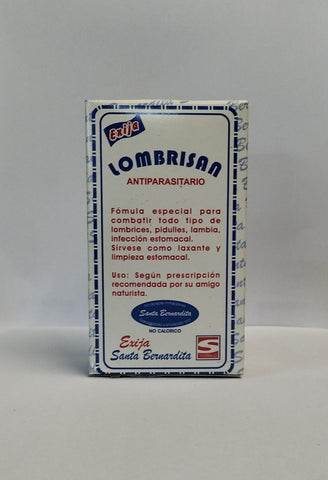 Exija
LOMBRISAN
ANTIPARASITARIO
Fómula especial para
combatir todo tipo de
lombrices, pidulles, lambia,
infección estomacal.
Sírvese como laxante y
limpieza estomacal.
Uso: Según prescripción
recomendada por su amigo
naturista.
Santa Bernardita
NO CALORICO
Exija
Santa Bernardita
S